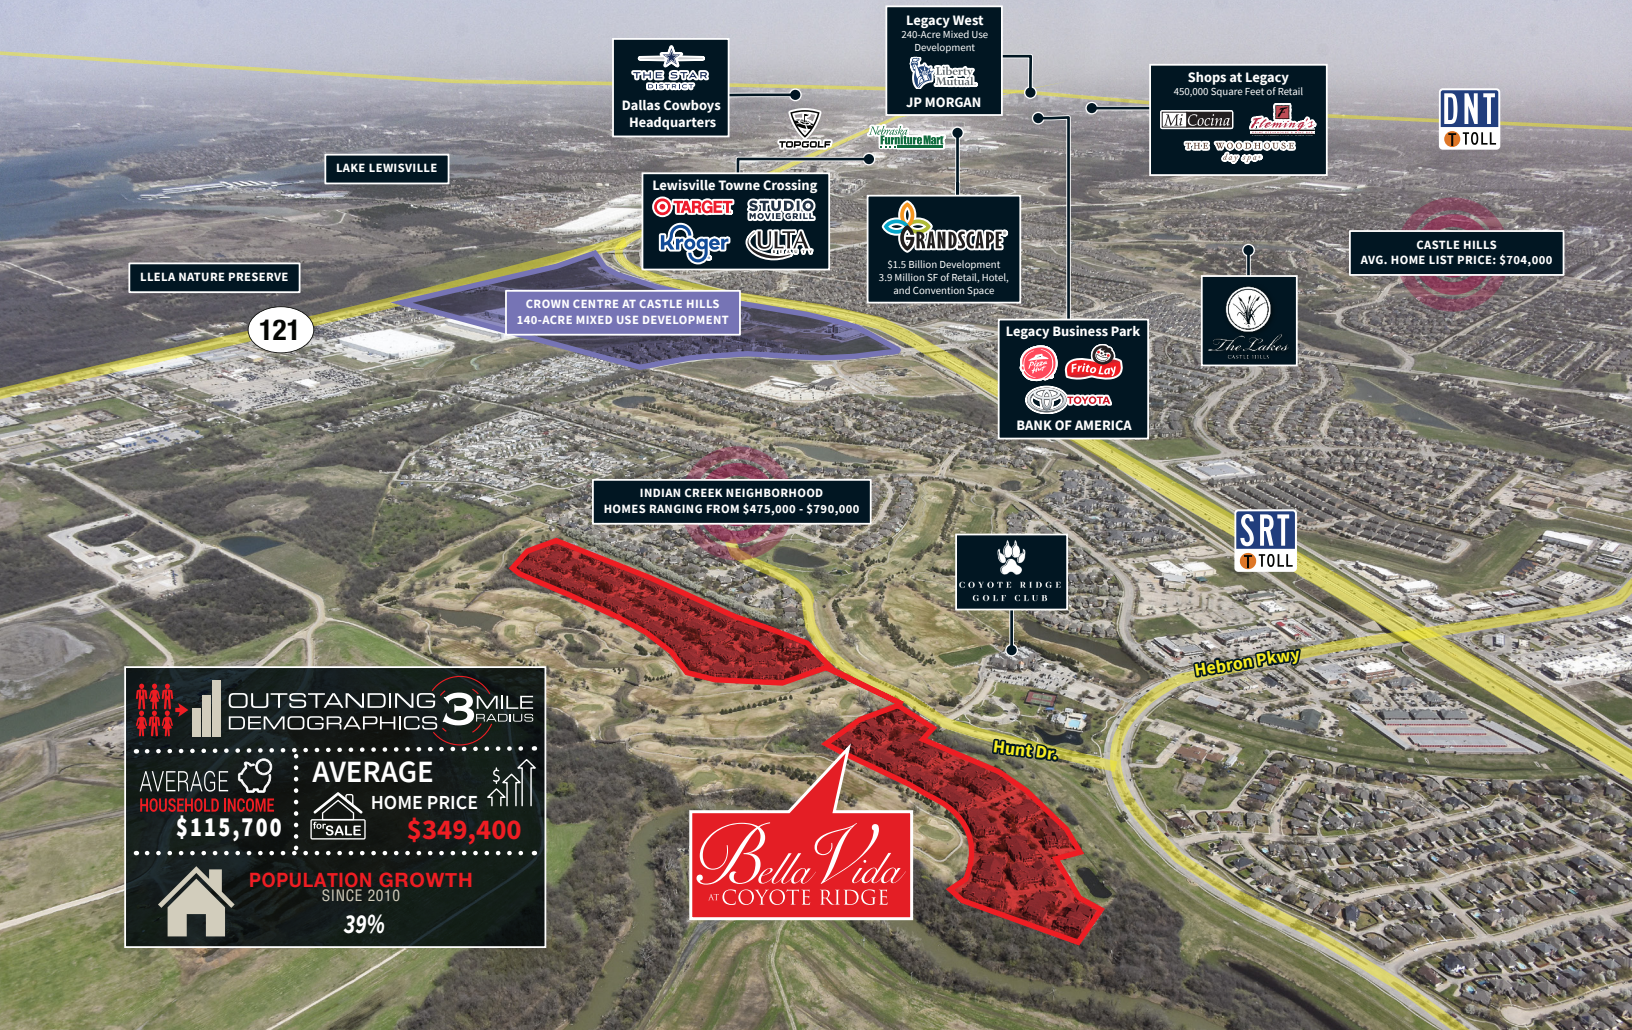 Legacy West
240-Acre Mixed Use
Development
Liberty
Mutual
JP MORGAN
THE STAR
DISTRICT
Dallas Cowboys
Headquarters
TOPGOLF
Nebraska
Furniture Mart
Shops at Legacy
450,000 Square Feet of Retail
Mi Cocina
F
Fleming's
THE WOODHOUSE
day spa
DNT
T TOLL
LAKE LEWISVILLE
Lewisville Towne Crossing
TARGET
STUDIO
MOVIE GRILL
Kroger
ULTA
BEAUTY
GRANDSCAPE
$1.5 Billion Development
3.9 Million SF of Retail, Hotel,
and Convention Space
CASTLE HILLS
AVG. HOME LIST PRICE: $704,000
LLELA NATURE PRESERVE
121
CROWN CENTRE AT CASTLE HILLS
140-ACRE MIXED USE DEVELOPMENT
The Lakes
CASTLE HILLS
Legacy Business Park
Pizza
Hut
Frito Lay
TOYOTA
BANK OF AMERICA
INDIAN CREEK NEIGHBORHOOD
HOMES RANGING FROM $475,000 - $790,000
SRT
T TOLL
COYOTE RIDGE
GOLF CLUB
Hebron Pkwy
Hunt Dr.
OUTSTANDING
DEMOGRAPHICS
3 MILE
RADIUS
AVERAGE
HOUSEHOLD INCOME
$115,700
AVERAGE
HOME PRICE
$
for SALE
$349,400
POPULATION GROWTH
SINCE 2010
39%
Bella Vida
AT COYOTE RIDGE